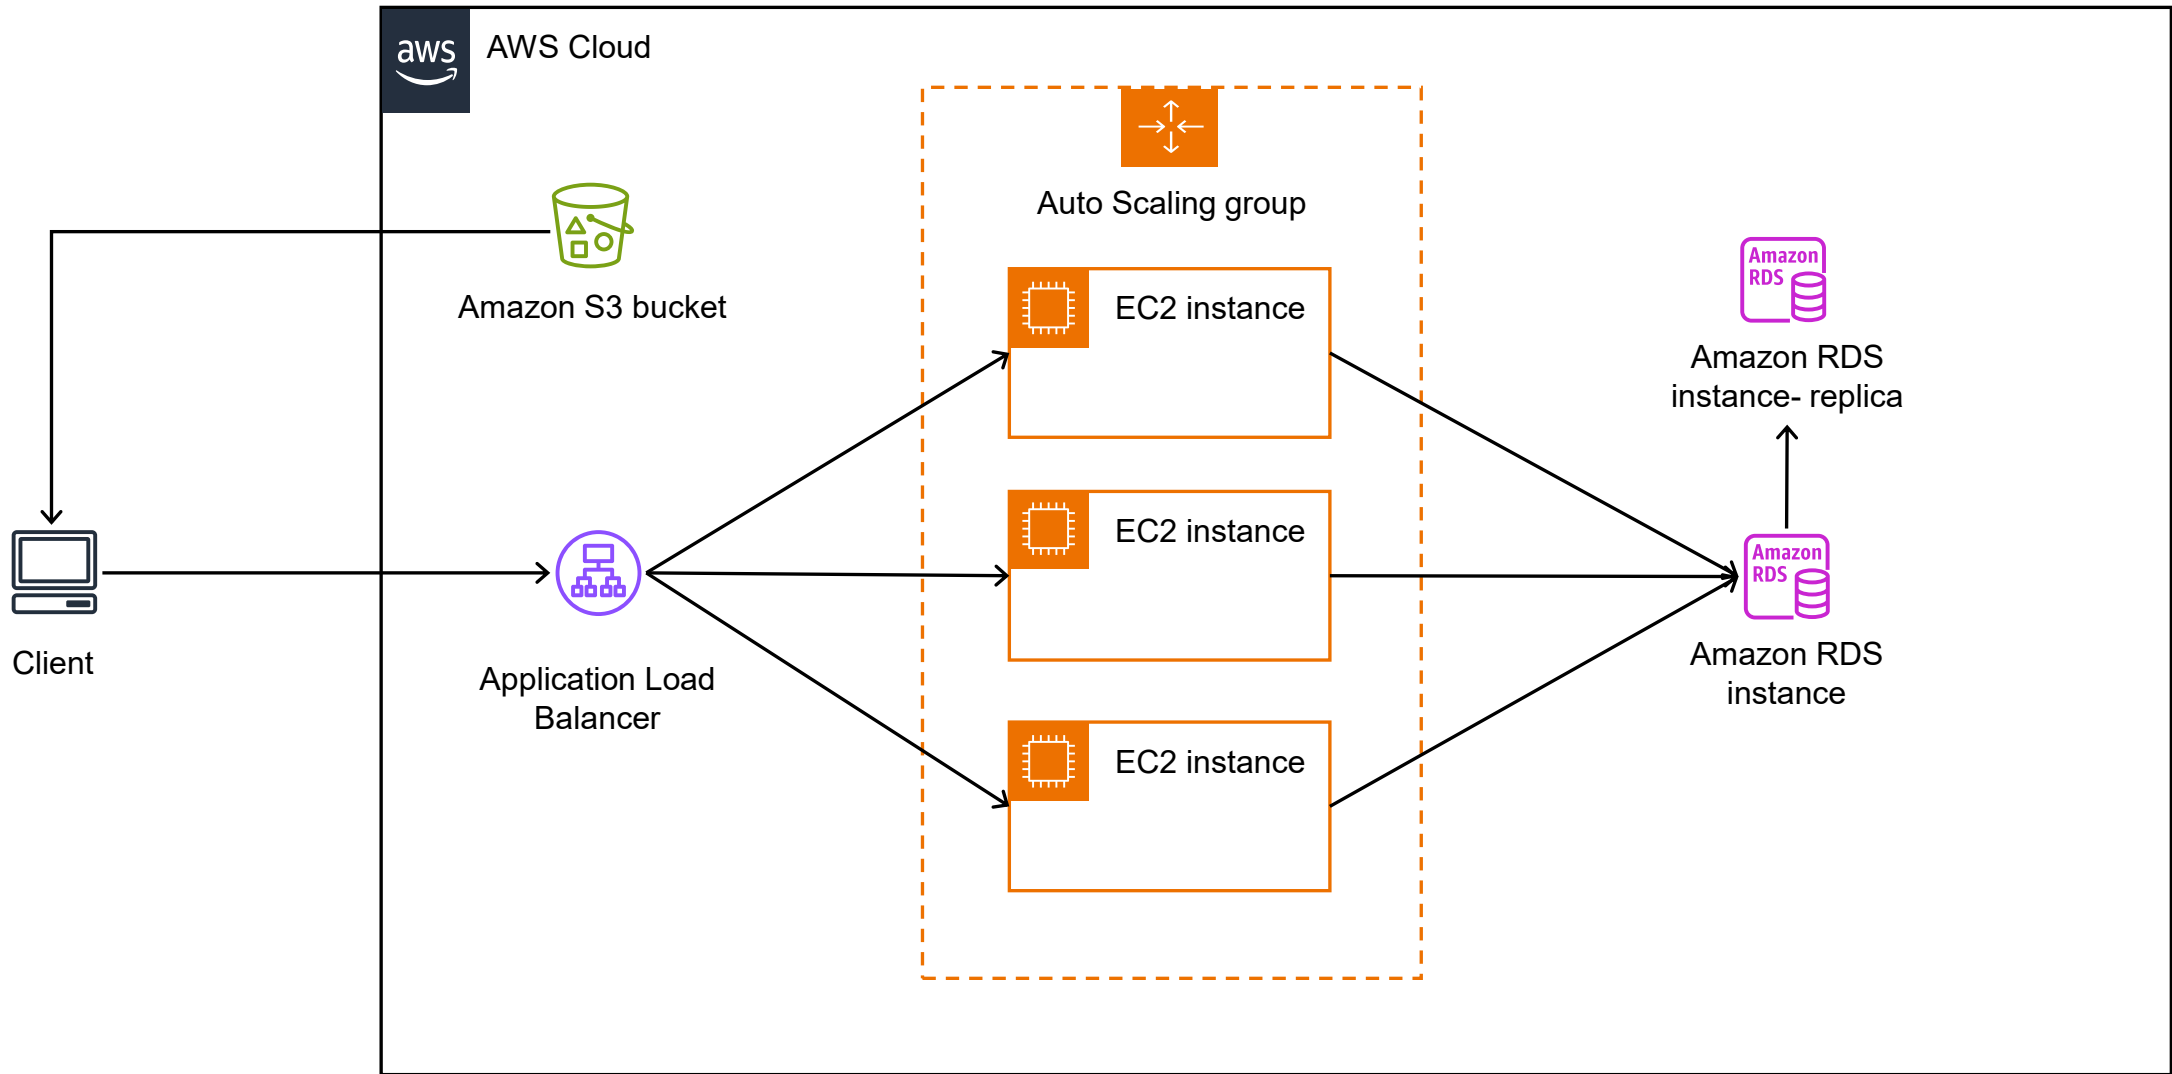 aws
AWS Cloud
Auto Scaling group
Amazon S3 bucket
EC2 instance
Amazon
RDS
Amazon RDS
instance- replica
EC2 instance
Amazon
RDS
Amazon RDS
instance
Client
Application Load
Balancer
EC2 instance